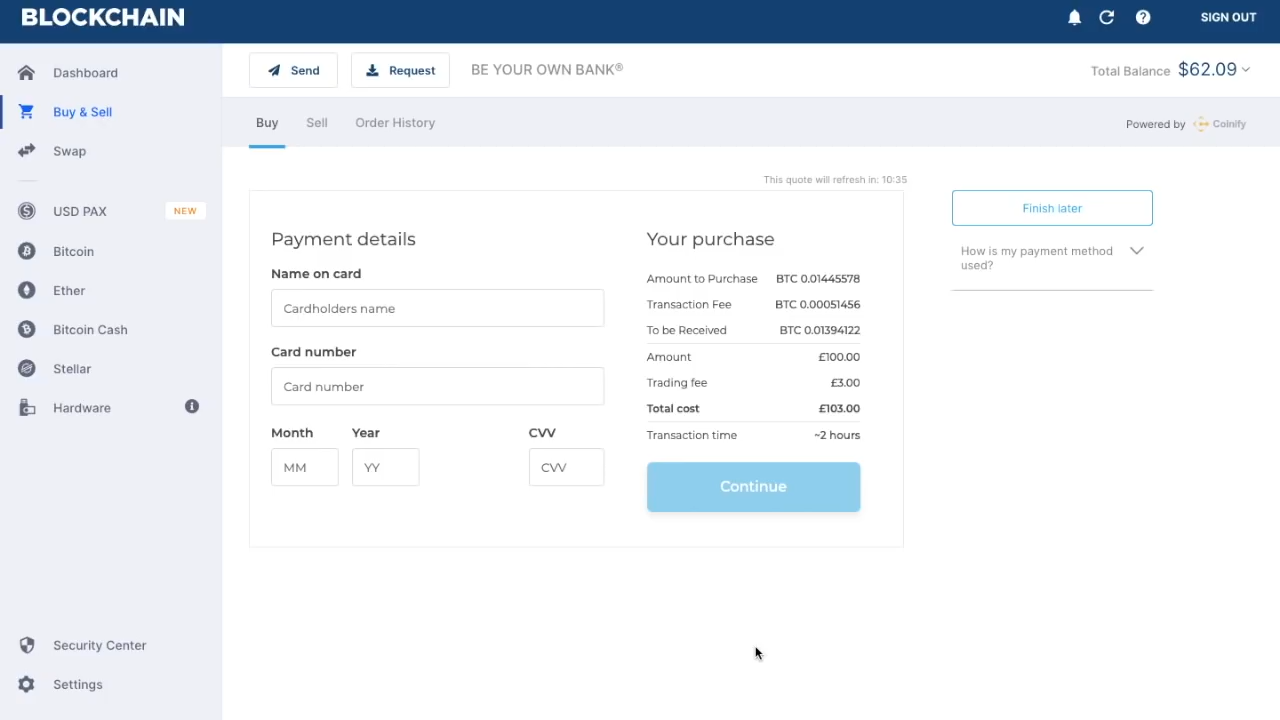 BLOCKCHAIN
SIGN OUT
Dashboard
Buy & Sell
Swap
USD PAX NEW
Bitcoin
Ether
Bitcoin Cash
Stellar
Hardware
Security Center
Settings
Send
Request
BE YOUR OWN BANK®
Total Balance $62.09
Buy
Sell
Order History
Powered by Coinify
This quote will refresh in: 10:35
Payment details
Name on card
Cardholders name
Card number
Card number
Month Year CVV
MM YY CVV
Your purchase
Amount to Purchase BTC 0.01445578
Transaction Fee BTC 0.00051456
To be Received BTC 0.01394122
Amount £100.00
Trading fee £3.00
Total cost £103.00
Transaction time ~2 hours
Continue
Finish later
How is my payment method
used?